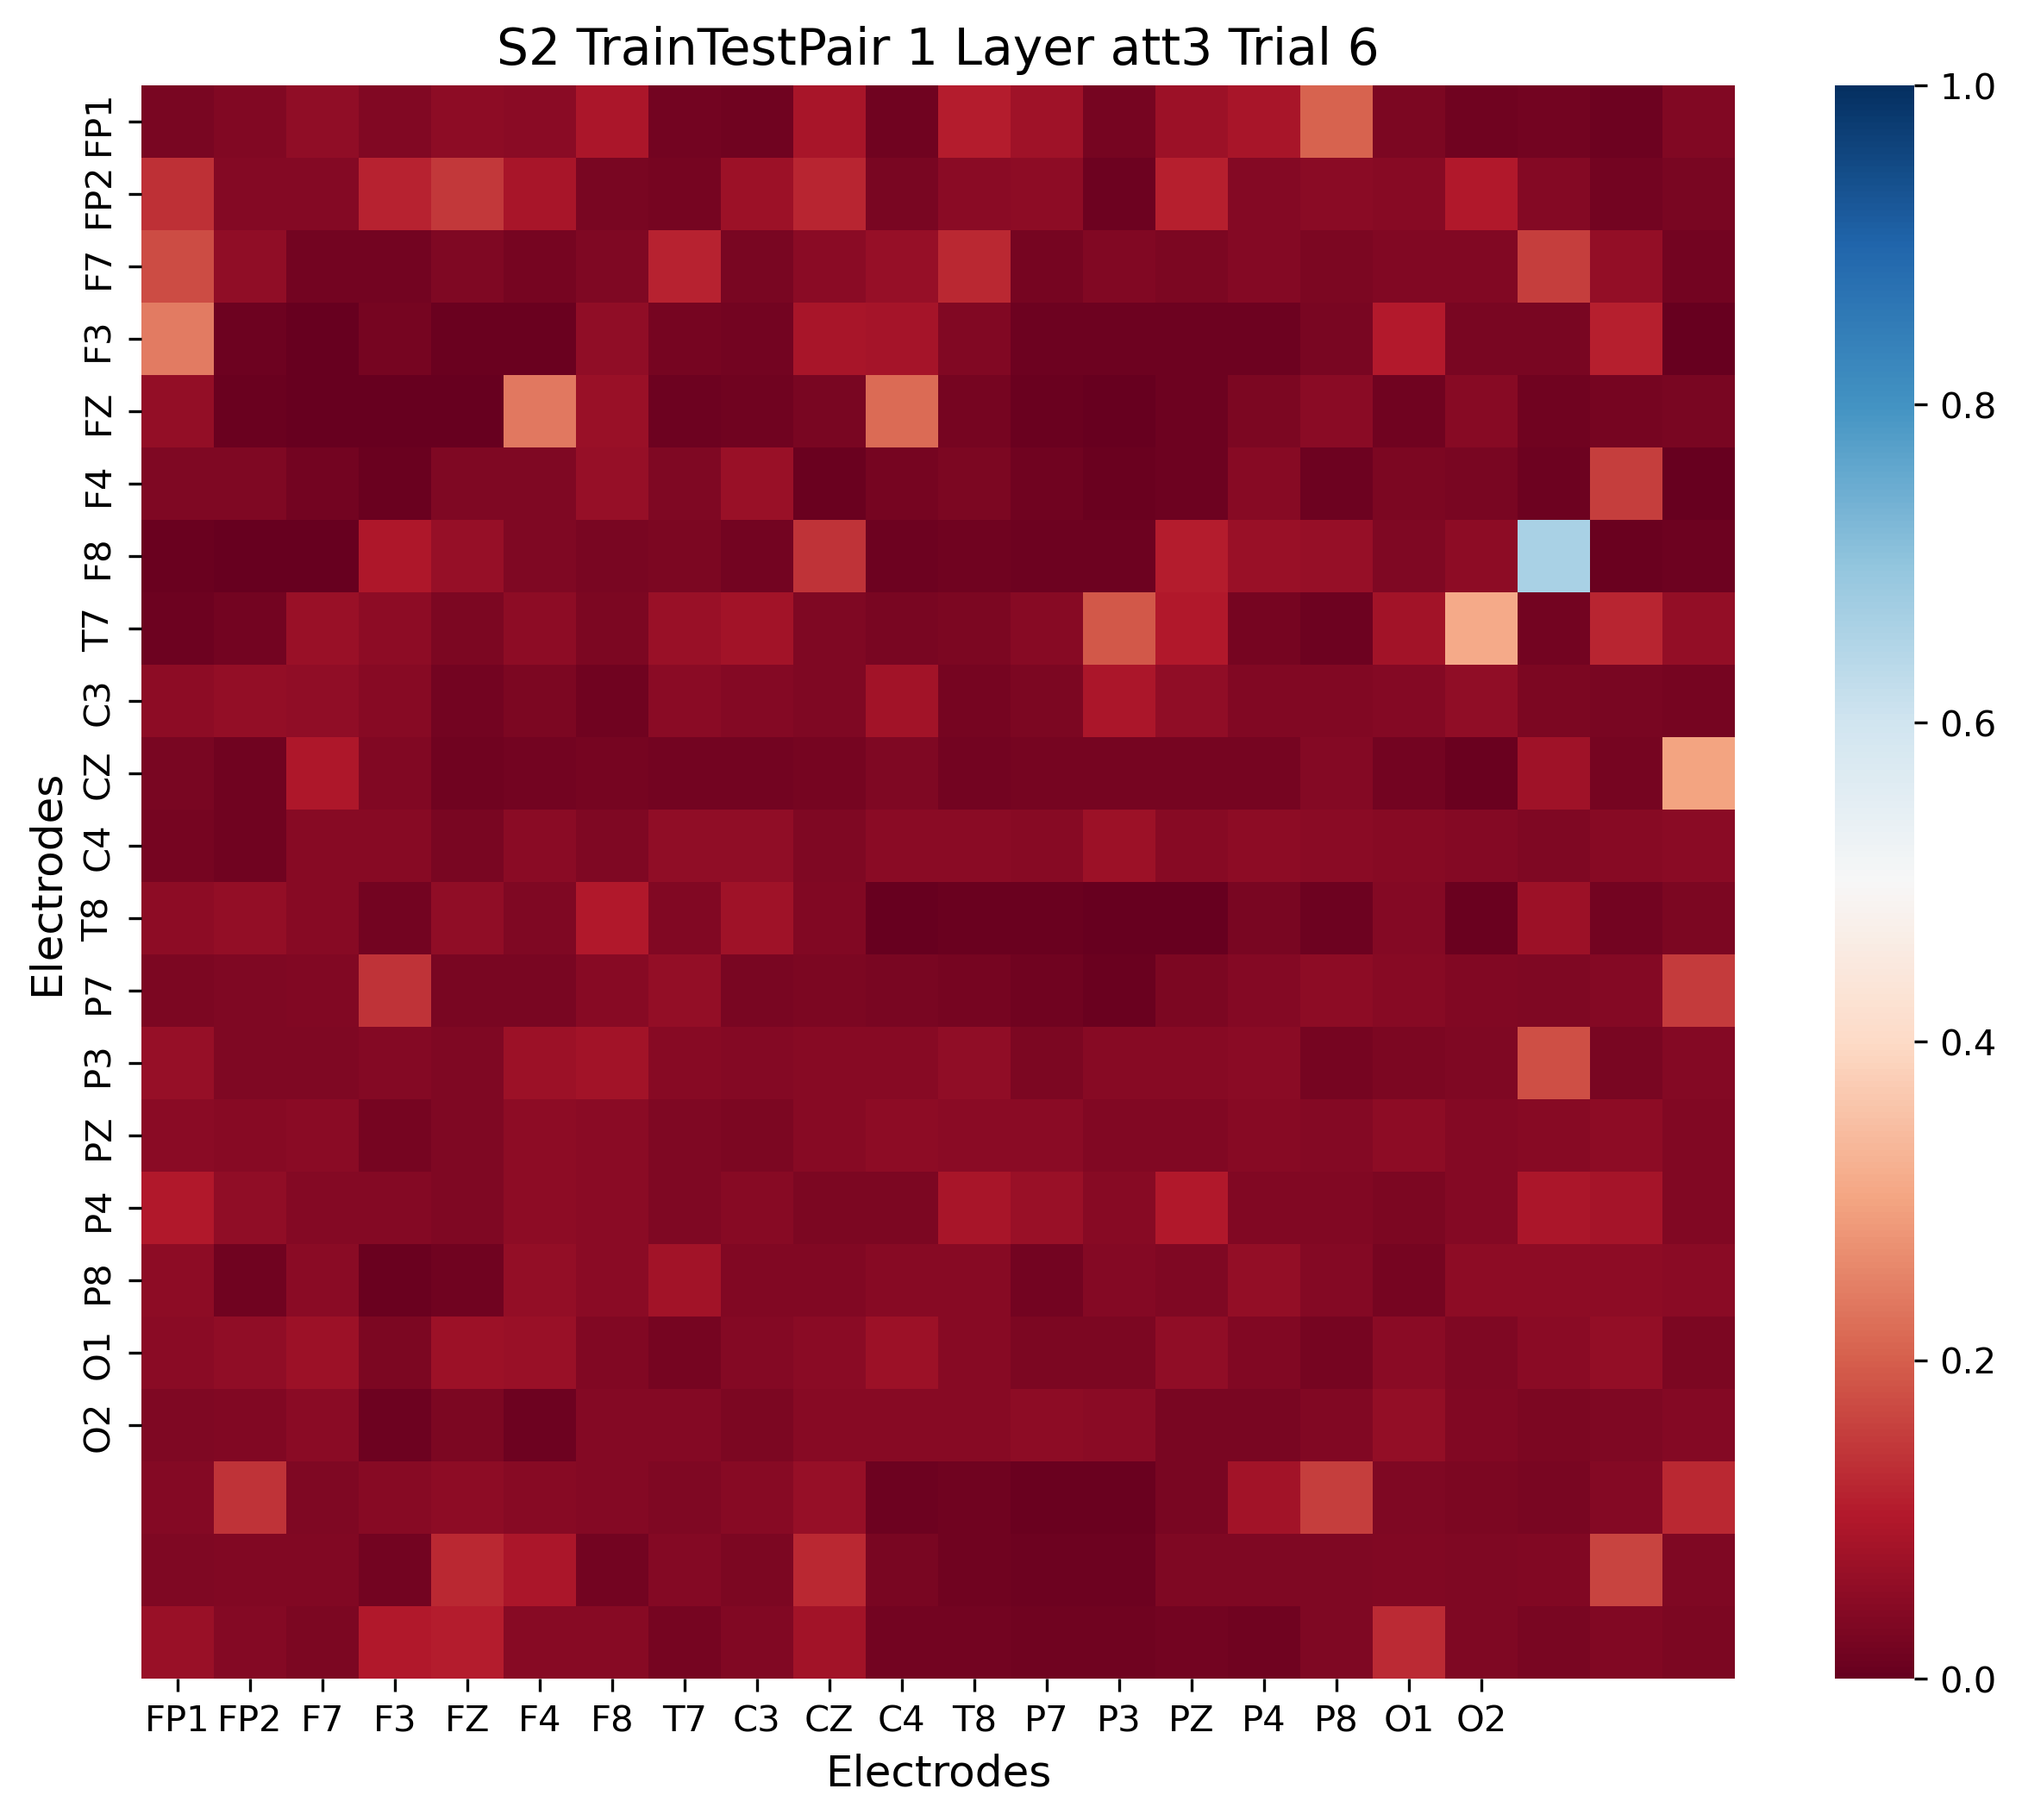 S2 TrainTestPair 1 Layer att3 Trial 6
Electrodes
FP1
FP2
F7
F3
FZ
F4
F8
T7
C3
CZ
C4
T8
P7
P3
PZ
P4
P8
O1
O2
FP1 FP2 F7 F3 FZ F4 F8 T7 C3 CZ C4 T8 P7 P3 PZ P4 P8 O1 O2
Electrodes
1.0
0.8
0.6
0.4
0.2
0.0